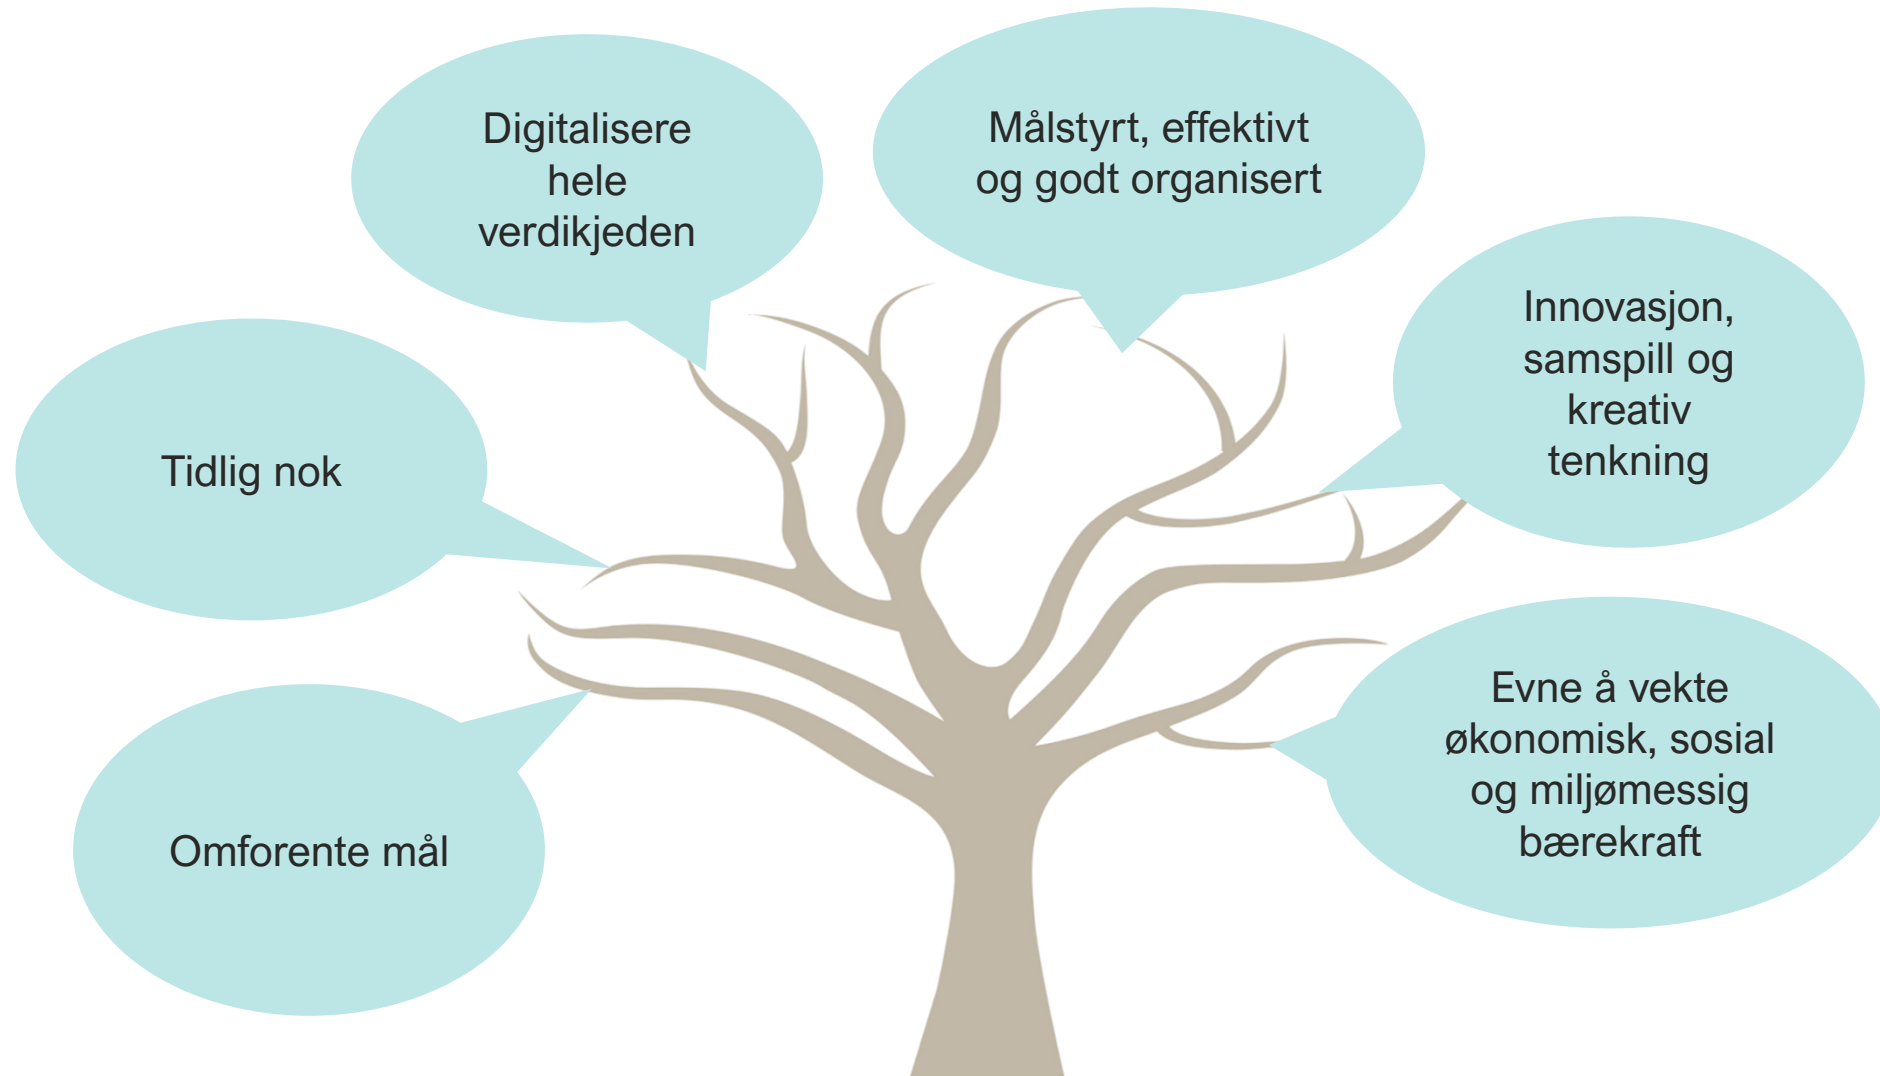 Digitalisere
hele
verdikjeden
Målstyrt, effektivt
og godt organisert
Innovasjon,
samspill og
kreativ
tenkning
Tidlig nok
Evne å vekte
økonomisk, sosial
og miljømessig
bærekraft
Omforente mål